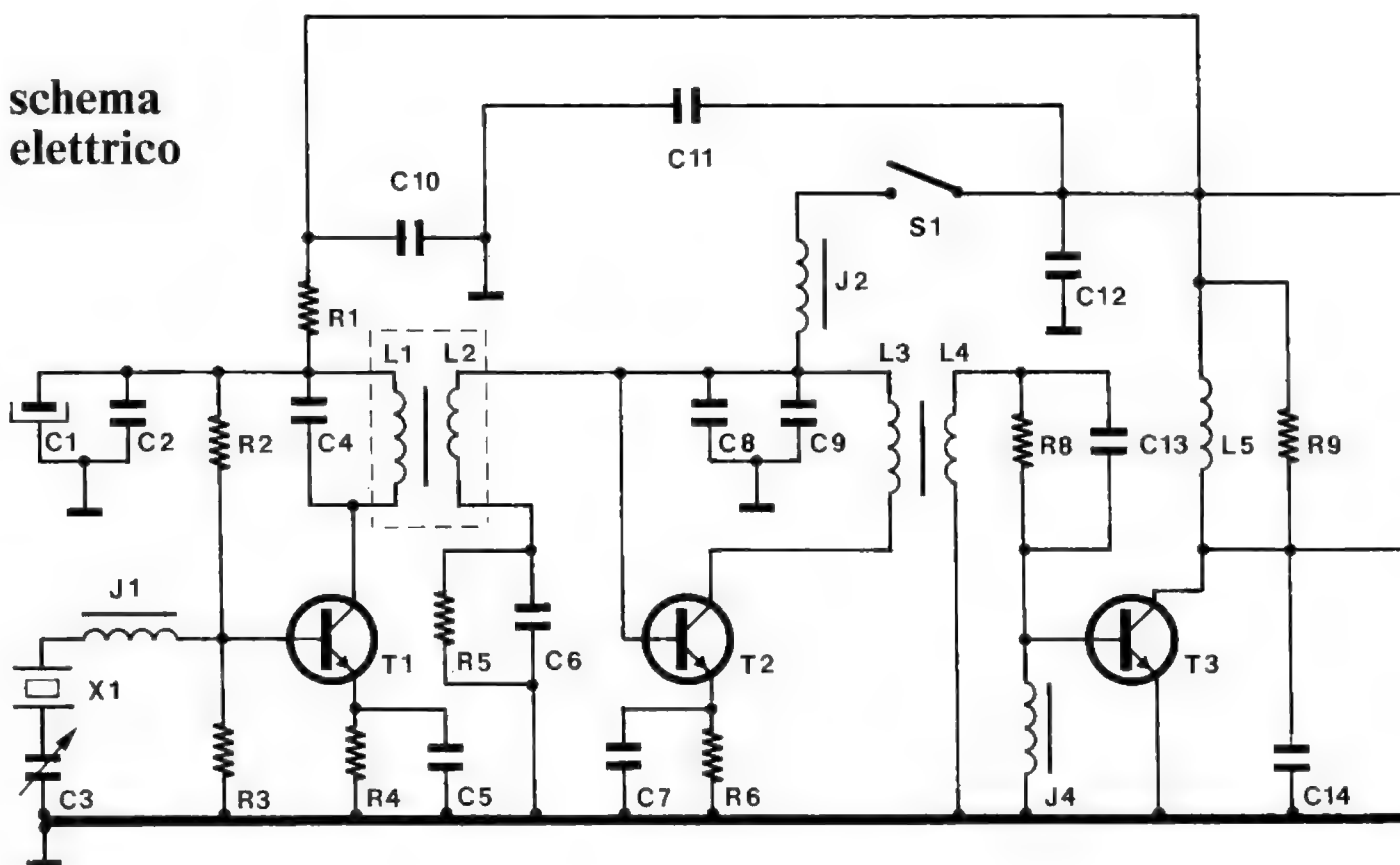 schema
elettrico
C11
C10
S1
J2
C12
R1
L1 L2
L3 L4
C1 C2
R2
C4
C8 C9
R8
C13
L5
R9
J1
X1
T1
R5
C6
T2
T3
C3
R3
R4
C5
C7
R6
J4
C14